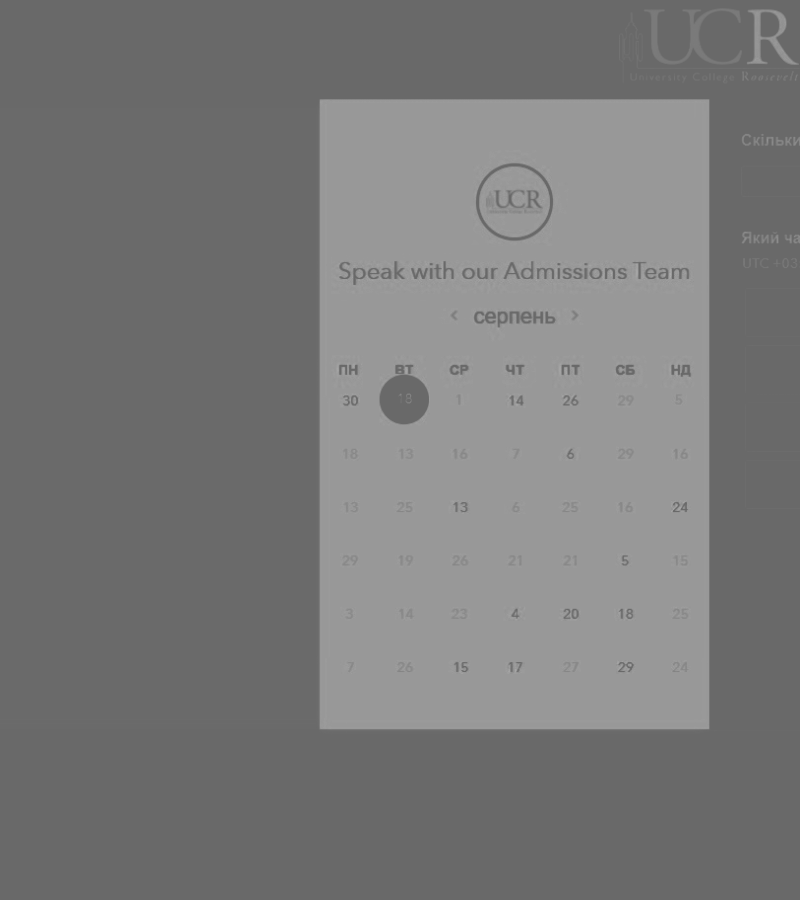 UCR
University College Roosevelt
Скільки
UCR
Який ча
Speak with our Admissions Team
UTC +03
< серпень >
ПН ВТ СР ЧТ ПТ СБ НД
30 18 1 14 26 29 5
18 13 16 7 6 29 16
13 25 13 6 25 16 24
29 19 26 21 21 5 15
3 14 23 4 20 18 25
7 26 15 17 27 29 24